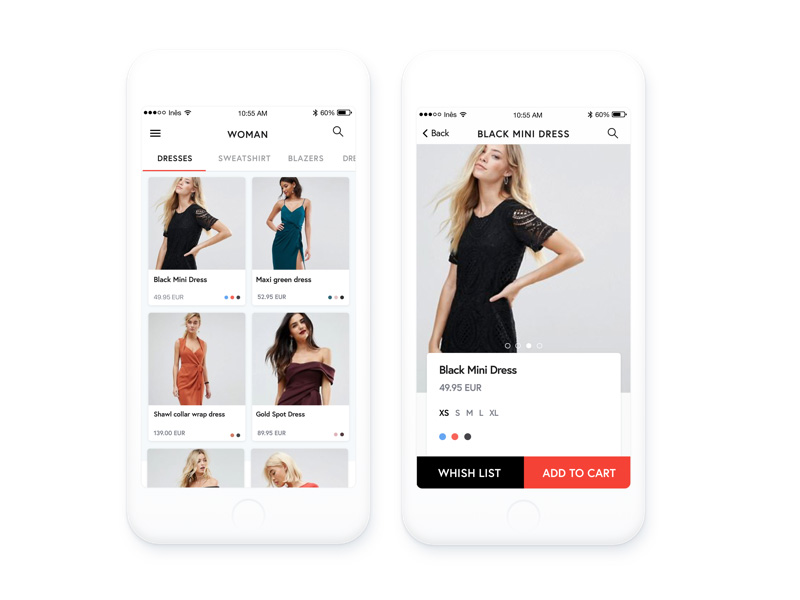 Inês 10:55 AM 60%
WOMAN
DRESSES SWEATSHIRT BLAZERS DRE
Black Mini Dress Maxi green dress
49.95 EUR 52.95 EUR
Shawl collar wrap dress Gold Spot Dress
139.00 EUR 89.95 EUR
Inês 10:55 AM 60%
Back BLACK MINI DRESS
Black Mini Dress
49.95 EUR
XS S M L XL
WHISH LIST ADD TO CART